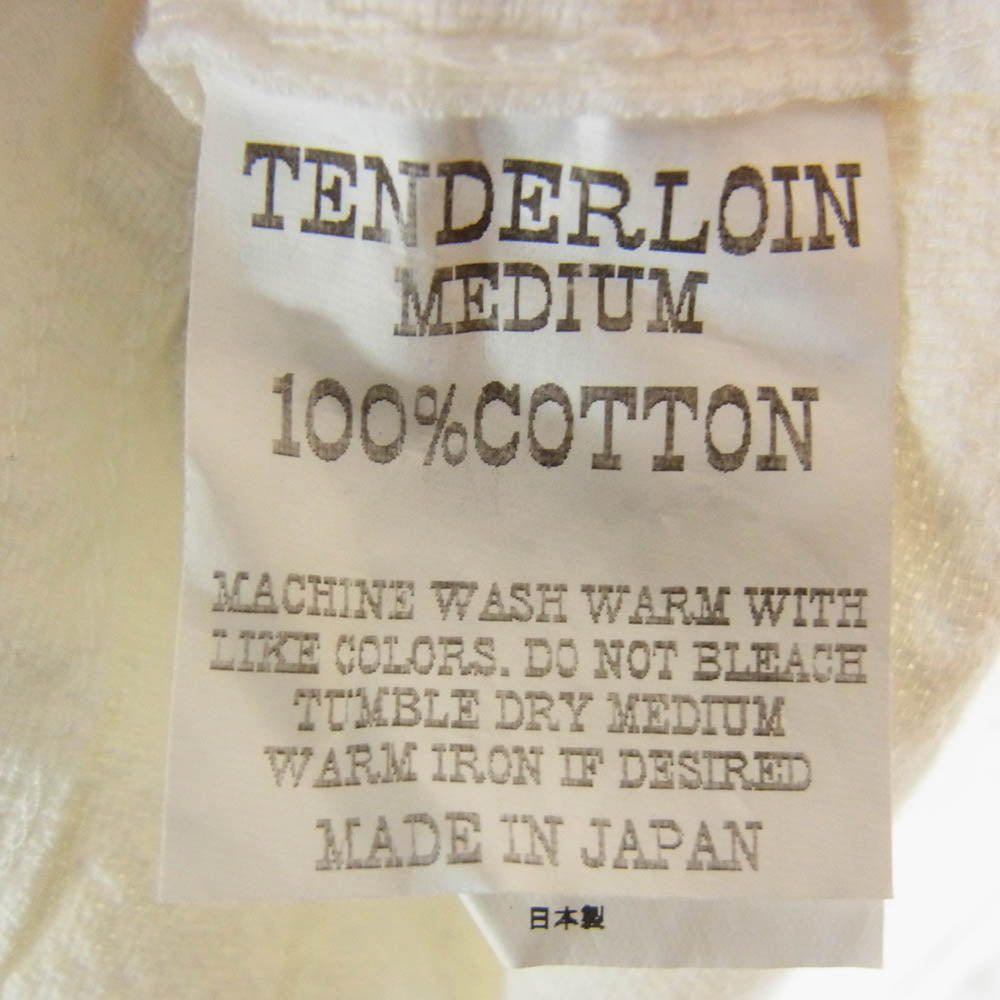 TENDERLOIN
MEDIUM
100%COTTON
MACHINE WASH WARM WITH
LIKE COLORS. DO NOT BLEACH
TUMBLE DRY MEDIUM
WARM IRON IF DESIRED
MADE IN JAPAN
日本製